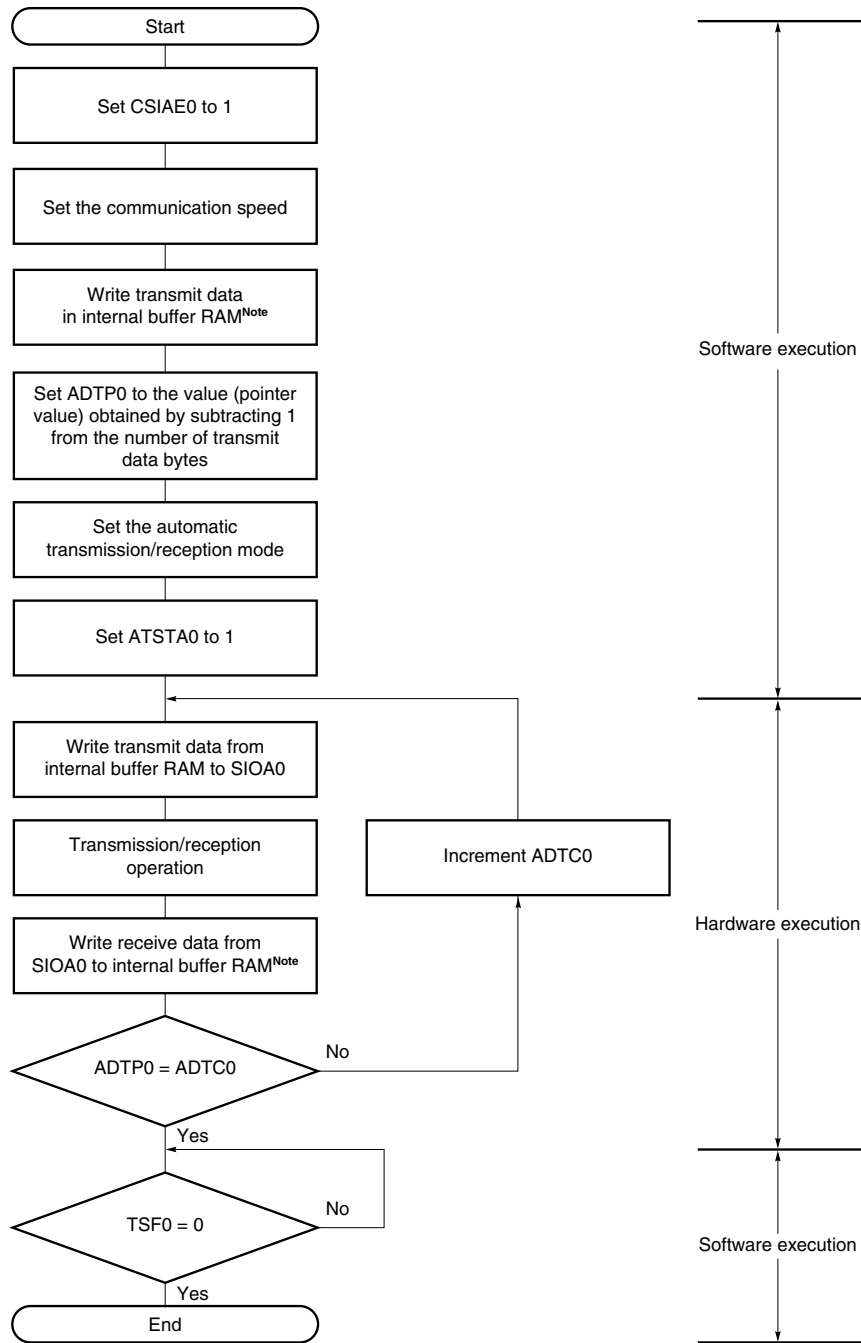 Start
Set CSIAE0 to 1
Set the communication speed
Write transmit data
in internal buffer RAMNote
Set ADTP0 to the value (pointer
value) obtained by subtracting 1
from the number of transmit
data bytes
Set the automatic
transmission/reception mode
Set ATSTA0 to 1
Software execution
Write transmit data from
internal buffer RAM to SIOA0
Transmission/reception
operation
Increment ADTC0
Write receive data from
SIOA0 to internal buffer RAMNote
Hardware execution
ADTP0 = ADTC0
No
Yes
TSF0 = 0
No
Yes
Software execution
End